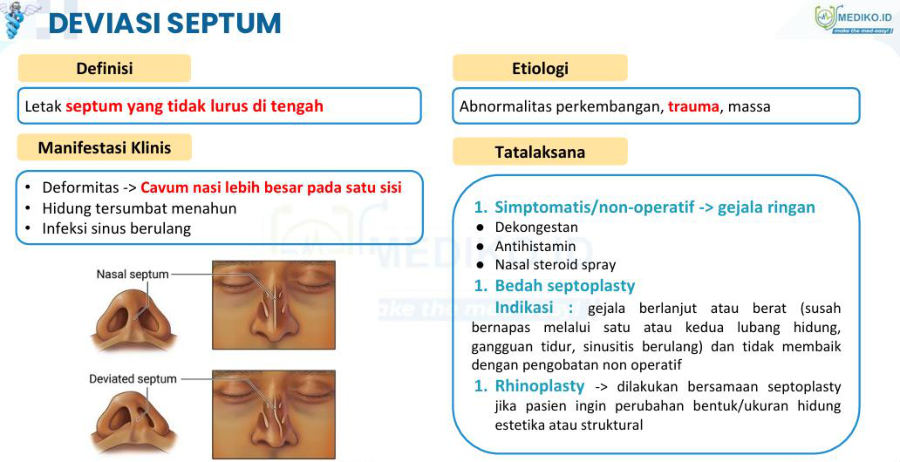 DEVIASI SEPTUM
MEDIKO.ID
make the med easy!
Definisi
Letak septum yang tidak lurus di tengah
Manifestasi Klinis
• Deformitas -> Cavum nasi lebih besar pada satu sisi
• Hidung tersumbat menahun
• Infeksi sinus berulang
Nasal septum
Deviated septum
Etiologi
Abnormalitas perkembangan, trauma, massa
Tatalaksana
1. Simptomatis/non-operatif -> gejala ringan
● Dekongestan
● Antihistamin
● Nasal steroid spray
1. Bedah septoplasty
Indikasi : gejala berlanjut atau berat (susah
bernapas melalui satu atau kedua lubang hidung,
gangguan tidur, sinusitis berulang) dan tidak membaik
dengan pengobatan non operatif
1. Rhinoplasty -> dilakukan bersamaan septoplasty
jika pasien ingin perubahan bentuk/ukuran hidung
estetika atau struktural